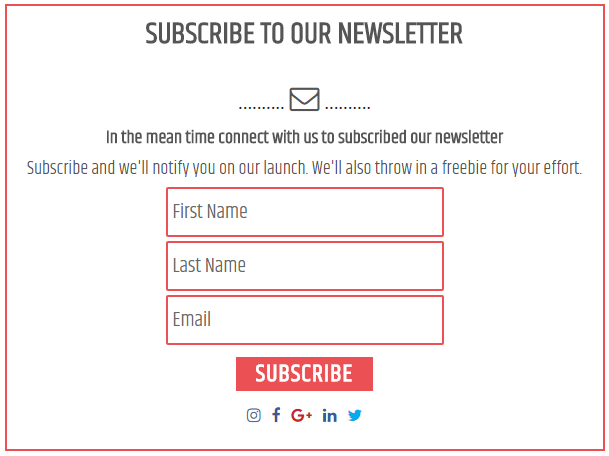 SUBSCRIBE TO OUR NEWSLETTER
In the mean time connect with us to subscribed our newsletter
Subscribe and we'll notify you on our launch. We'll also throw in a freebie for your effort.
First Name
Last Name
Email
SUBSCRIBE